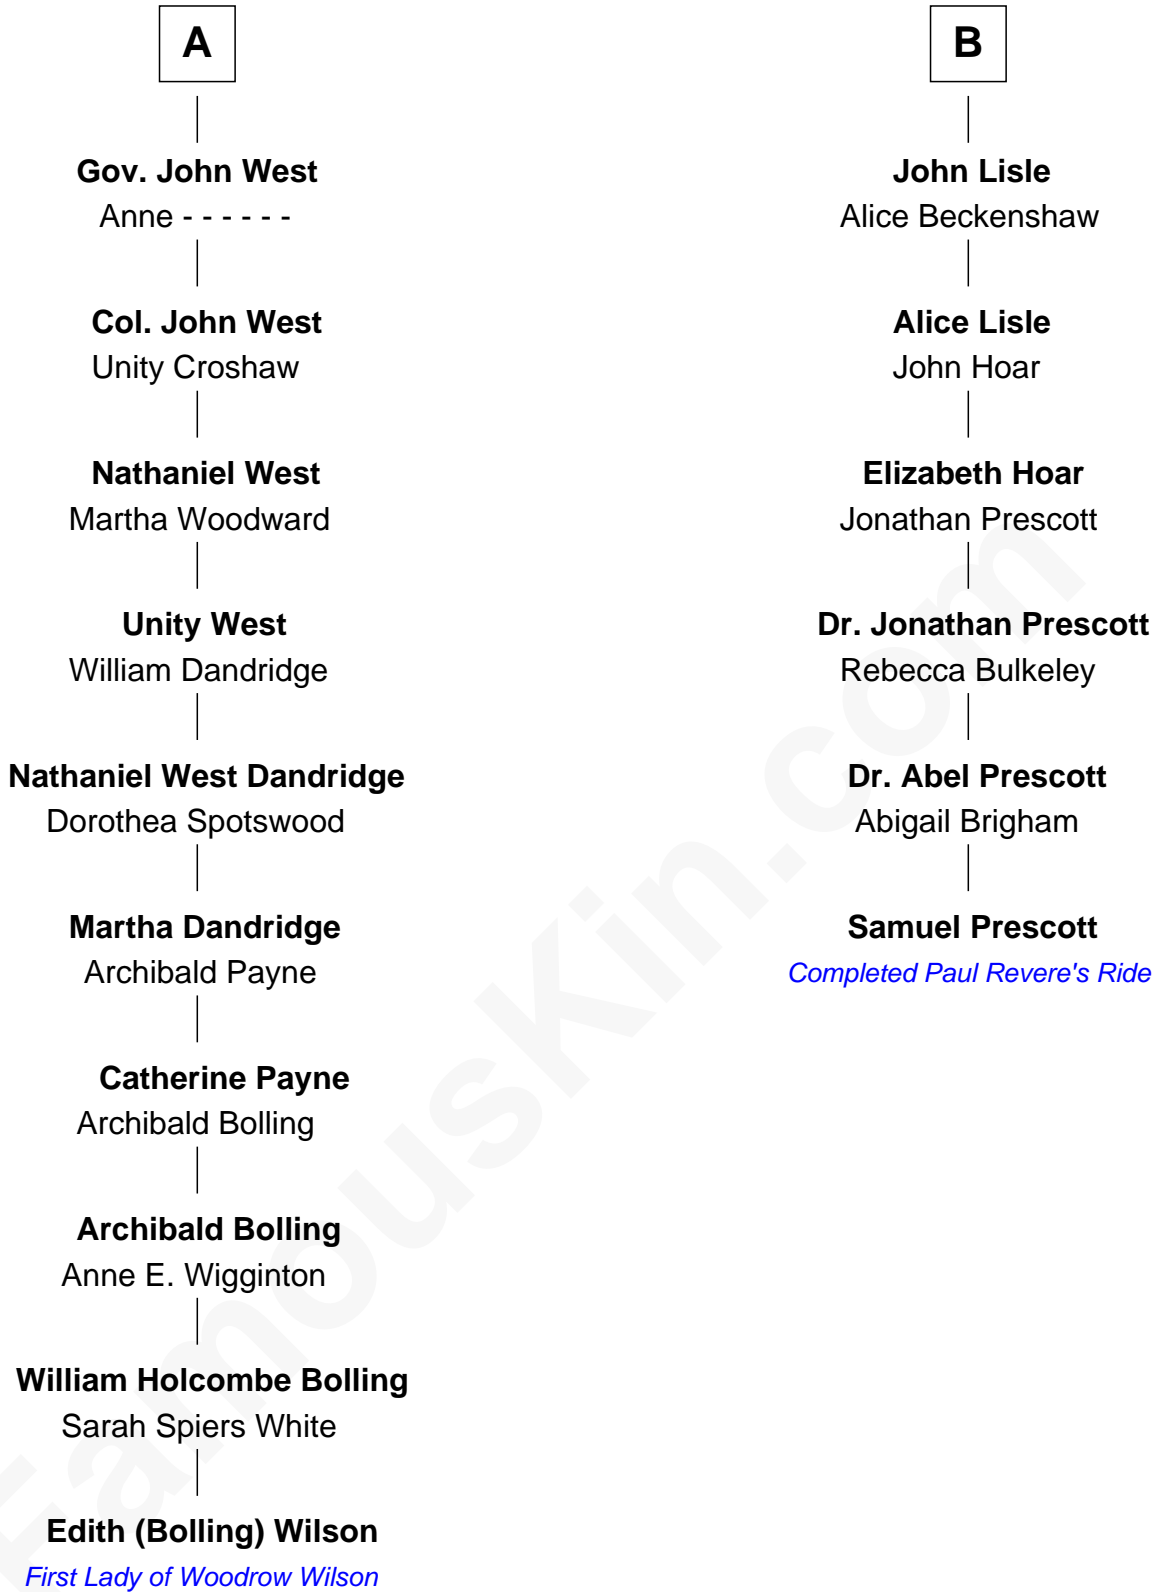 A
Gov. John West
Anne - - - - - -
Col. John West
Unity Croshaw
Nathaniel West
Martha Woodward
Unity West
William Dandridge
Nathaniel West Dandridge
Dorothea Spotswood
Martha Dandridge
Archibald Payne
Catherine Payne
Archibald Bolling
Archibald Bolling
Anne E. Wigginton
William Holcombe Bolling
Sarah Spiers White
Edith (Bolling) Wilson
First Lady of Woodrow Wilson
B
John Lisle
Alice Beckenshaw
Alice Lisle
John Hoar
Elizabeth Hoar
Jonathan Prescott
Dr. Jonathan Prescott
Rebecca Bulkeley
Dr. Abel Prescott
Abigail Brigham
Samuel Prescott
Completed Paul Revere's Ride
FamousKin.com